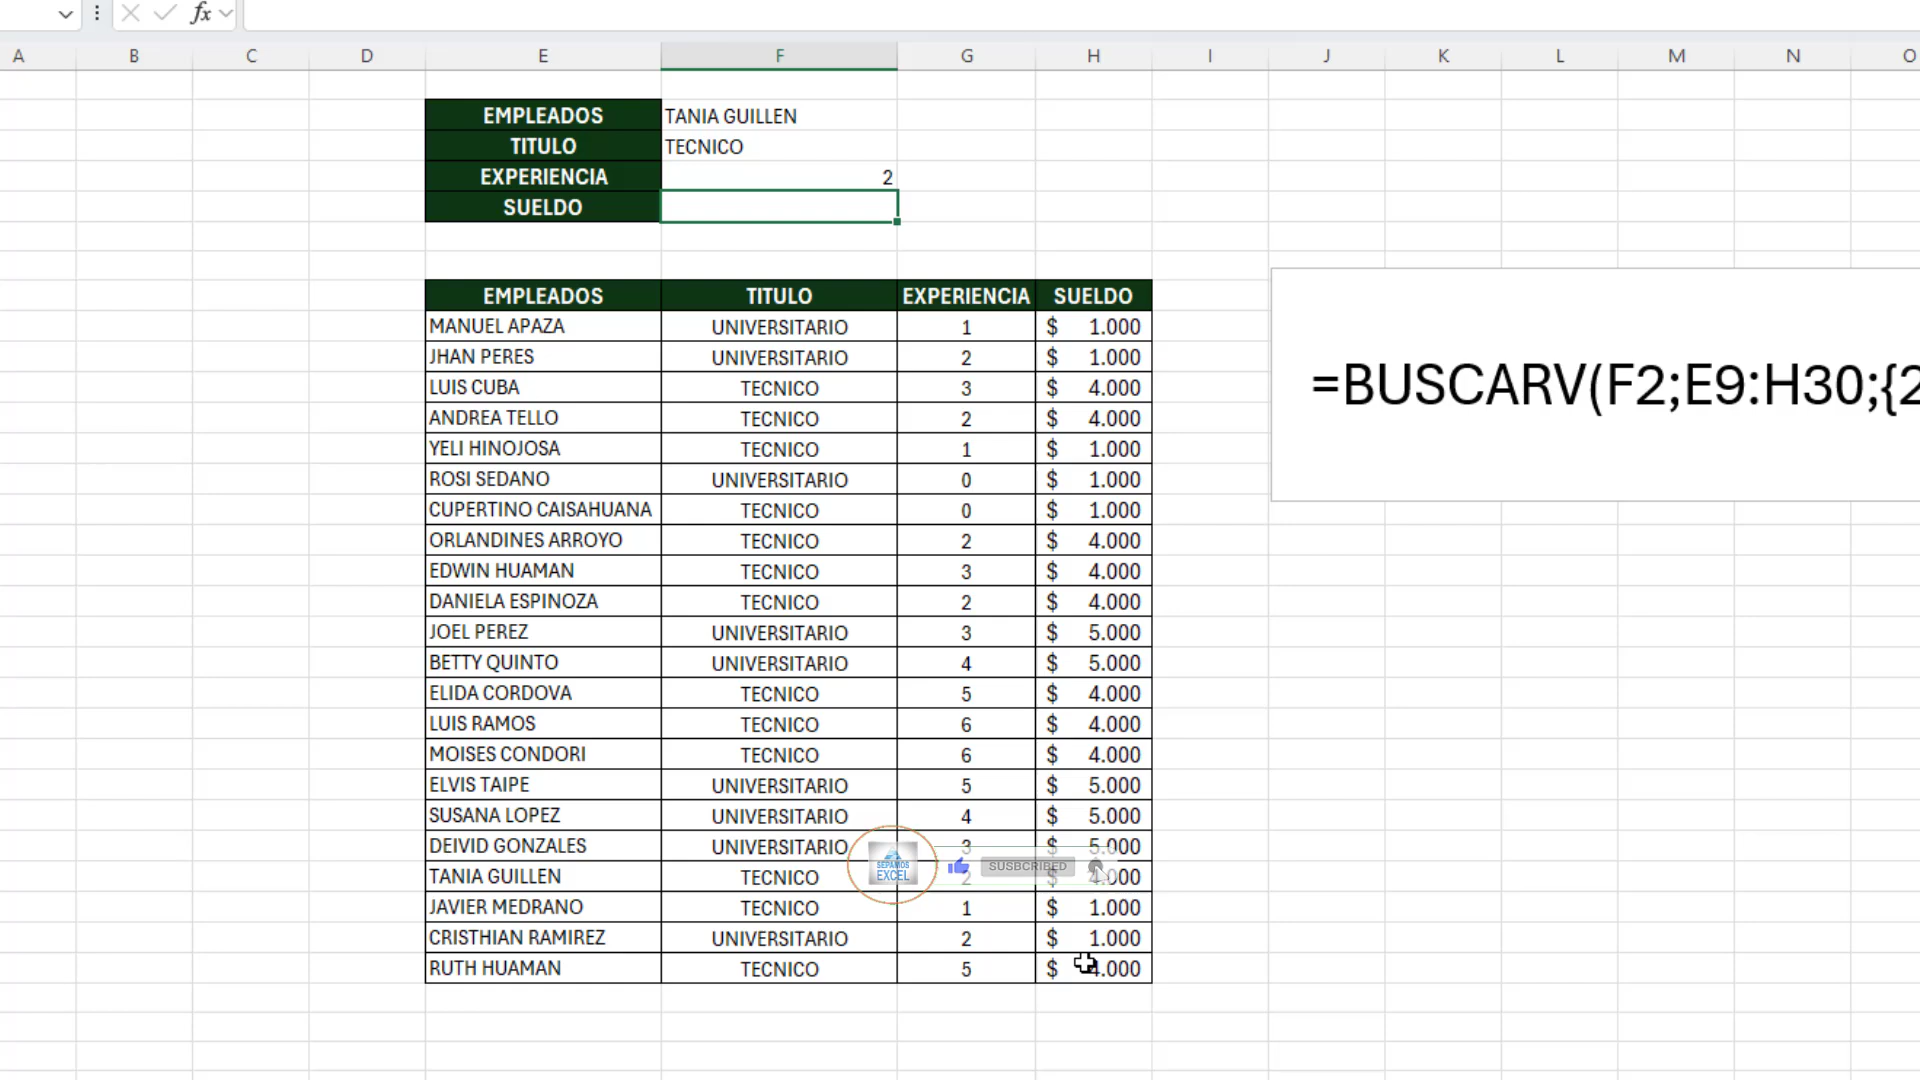 fx
A B C D E F G H I J K L M N O
EMPLEADOS TANIA GUILLEN
TITULO TECNICO
EXPERIENCIA 2
SUELDO
EMPLEADOS TITULO EXPERIENCIA SUELDO
MANUEL APAZA UNIVERSITARIO 1 $ 1.000
JHAN PERES UNIVERSITARIO 2 $ 1.000
=BUSCARV(F2;E9:H30;{2
LUIS CUBA TECNICO 3 $ 4.000
ANDREA TELLO TECNICO 2 $ 4.000
YELI HINOJOSA TECNICO 1 $ 1.000
ROSI SEDANO UNIVERSITARIO 0 $ 1.000
CUPERTINO CAISAHUANA TECNICO 0 $ 1.000
ORLANDINES ARROYO TECNICO 2 $ 4.000
EDWIN HUAMAN TECNICO 3 $ 4.000
DANIELA ESPINOZA TECNICO 2 $ 4.000
JOEL PEREZ UNIVERSITARIO 3 $ 5.000
BETTY QUINTO UNIVERSITARIO 4 $ 5.000
ELIDA CORDOVA TECNICO 5 $ 4.000
LUIS RAMOS TECNICO 6 $ 4.000
MOISES CONDORI TECNICO 6 $ 4.000
ELVIS TAIPE UNIVERSITARIO 5 $ 5.000
SUSANA LOPEZ UNIVERSITARIO 4 $ 5.000
DEIVID GONZALES UNIVERSITARIO 3 $ 5.000
SEPAMOS
EXCEL
SUSBCRIBED
TANIA GUILLEN TECNICO 2 $ 4.000
JAVIER MEDRANO TECNICO 1 $ 1.000
CRISTHIAN RAMIREZ UNIVERSITARIO 2 $ 1.000
RUTH HUAMAN TECNICO 5 $ 4.000